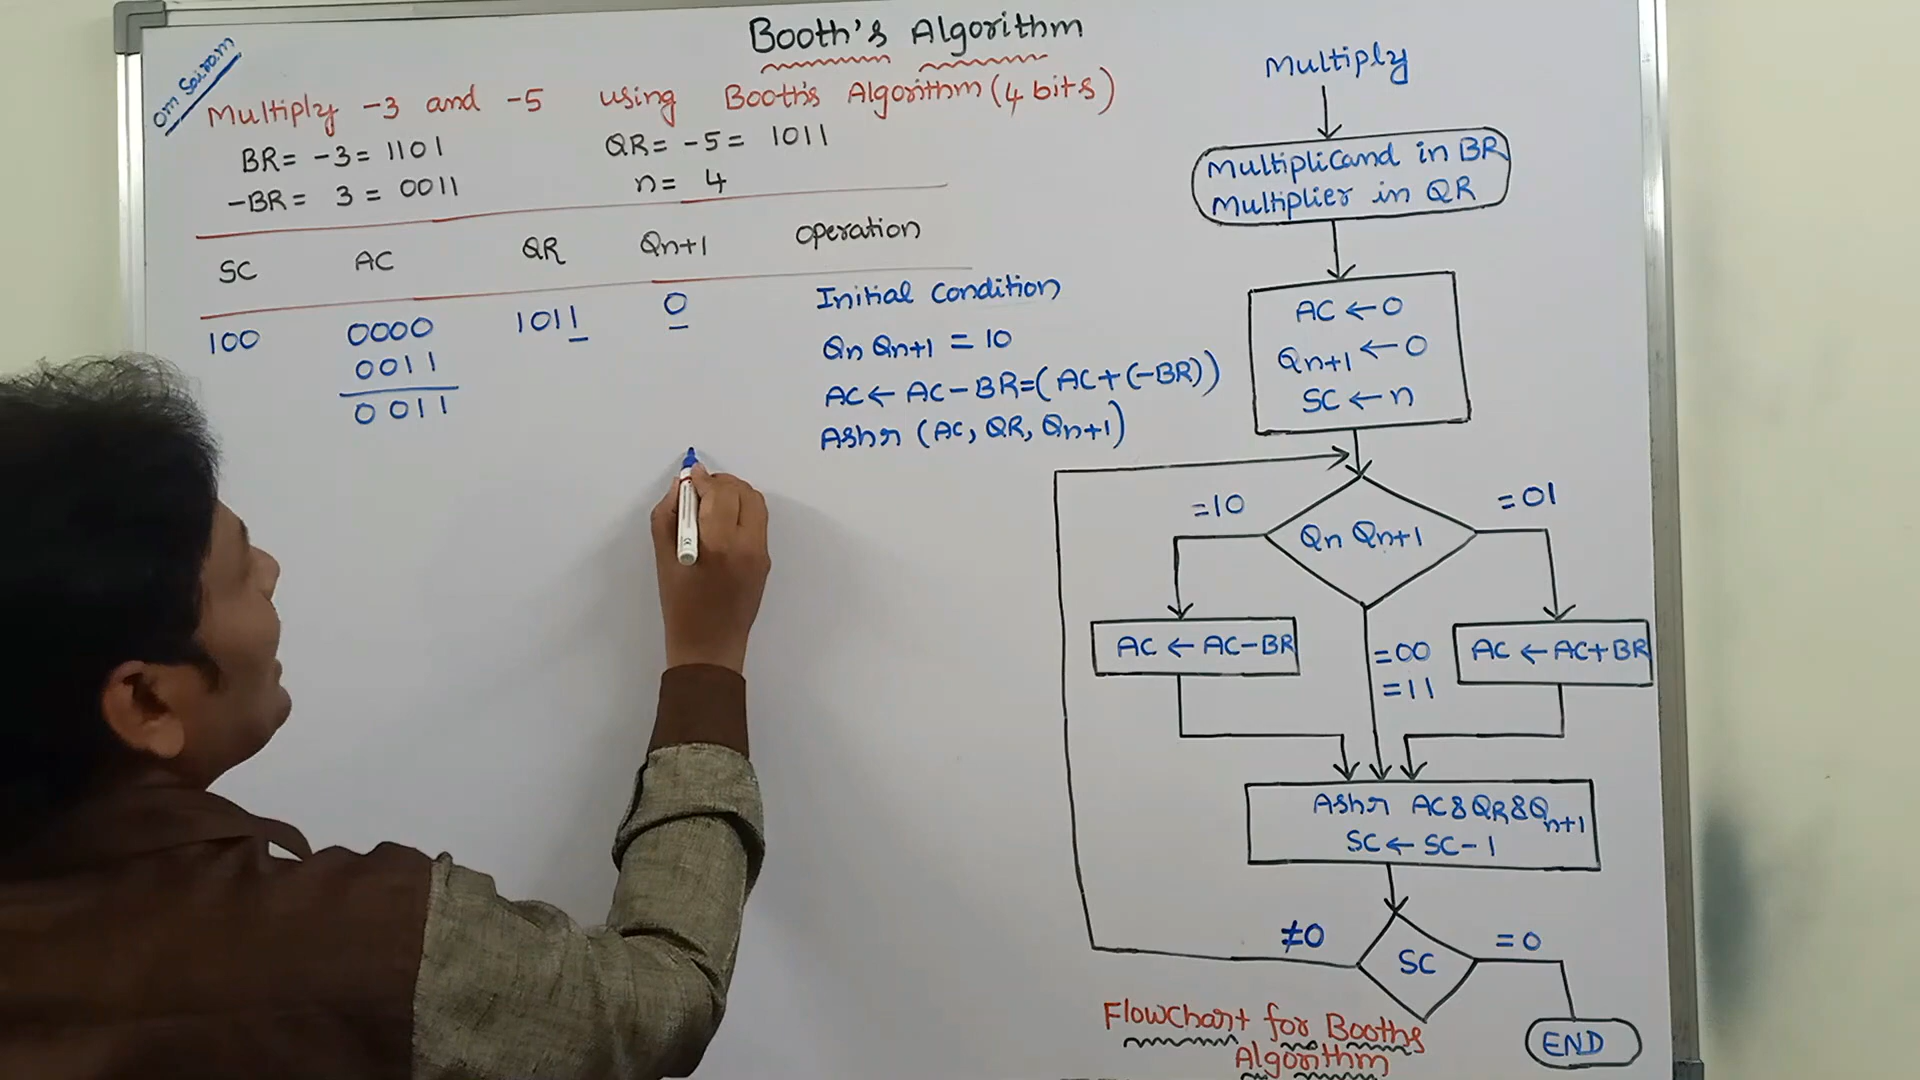 Booth's Algorithm
Om Sairam
Multiply -3 and -5 using Booth's Algorithm (4 bits)
BR = -3 = 1101
QR = -5 = 1011
-BR = 3 = 0011
n = 4
SC AC QR Qn+1 operation
100 0000 1011 0 Initial Condition
0011 Qn Qn+1 = 10
0011 AC ← AC - BR = (AC + (-BR))
Ashr (AC, QR, Qn+1)
Multiply
Multiplicand in BR
Multiplier in QR
AC ← 0
Qn+1 ← 0
SC ← n
=10
Qn Qn+1
=01
AC ← AC-BR
=00
=11
AC ← AC+BR
Ashr AC&QR&Qn+1
SC ← SC-1
≠0
SC
=0
END
Flowchart for Booths
Algorithm